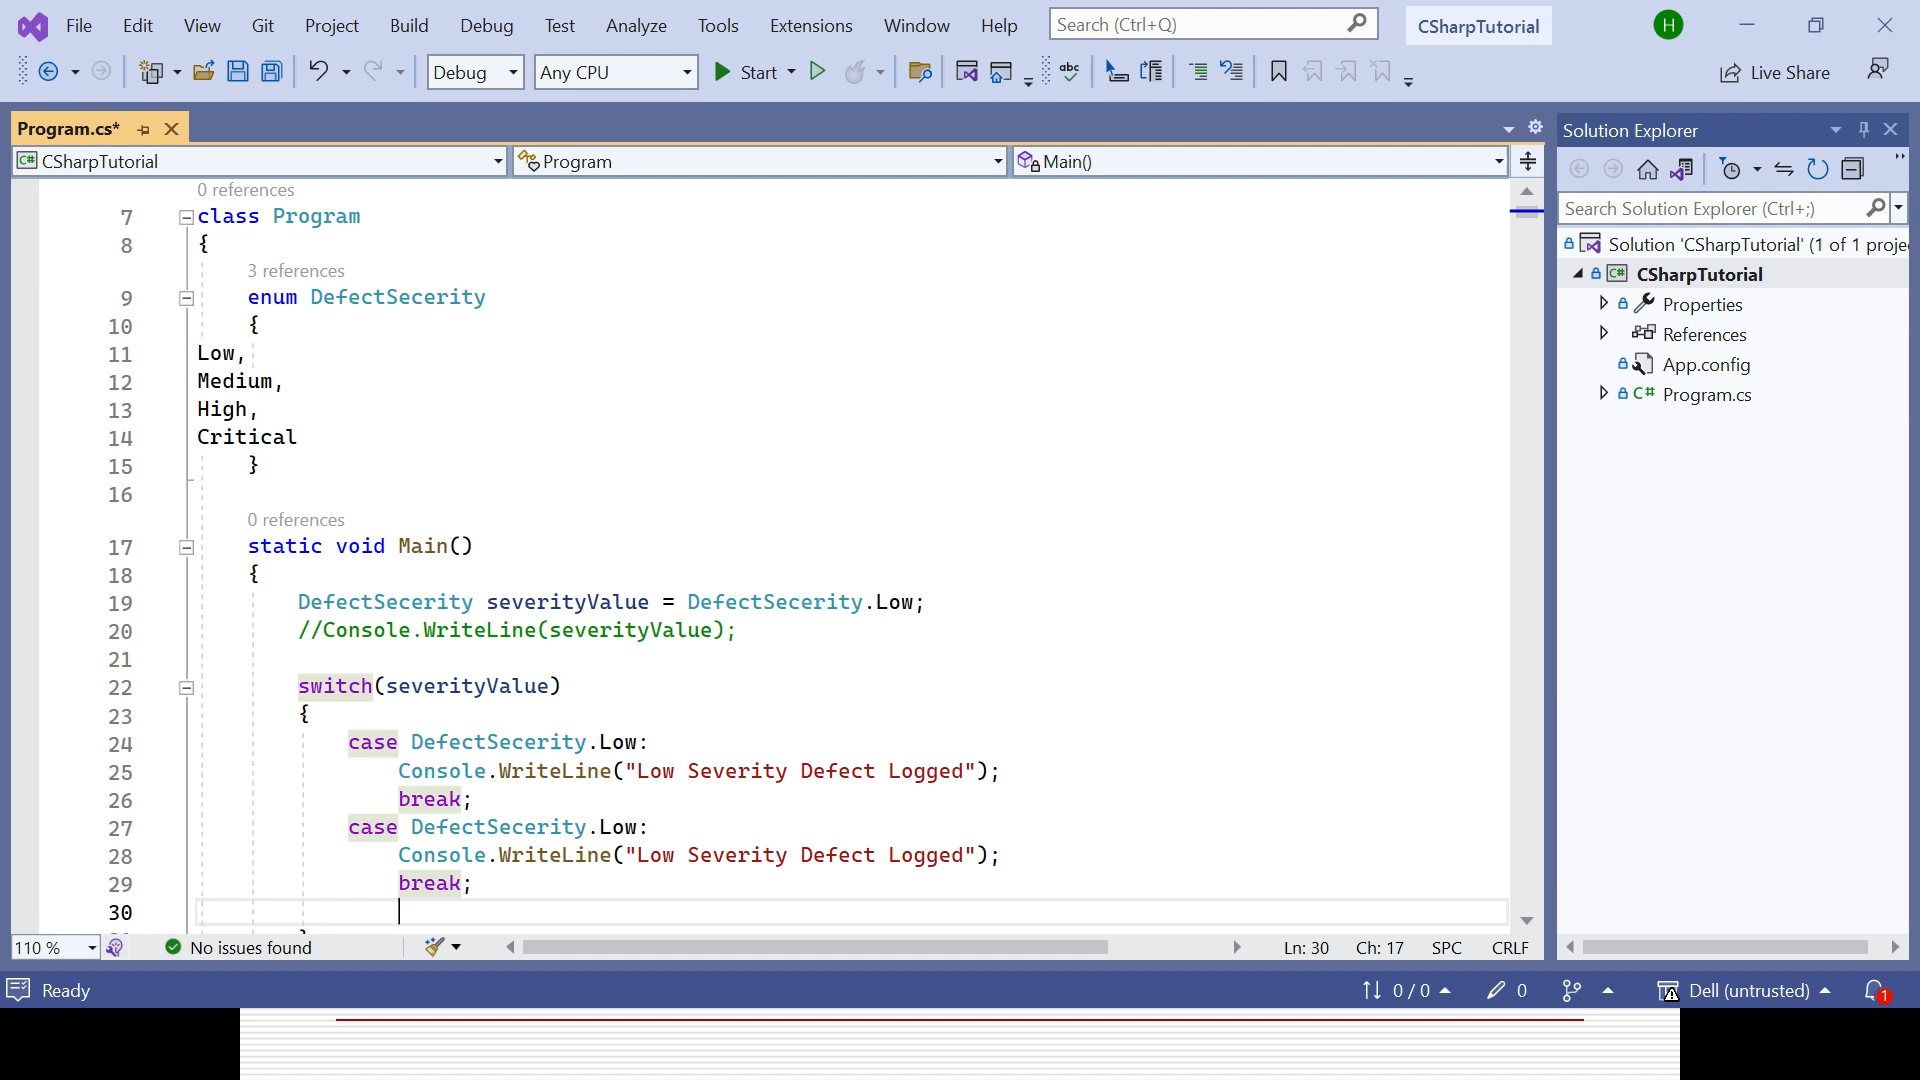 File Edit View Git Project Build Debug Test Analyze Tools Extensions Window Help Search (Ctrl+Q) CSharpTutorial H
Debug Any CPU Start abc Live Share
Program.cs*
C# CSharpTutorial Program Main()
0 references
7 class Program
8 {
3 references
9 enum DefectSecerity
10 {
11 Low,
12 Medium,
13 High,
14 Critical
15 }
16
0 references
17 static void Main()
18 {
19 DefectSecerity severityValue = DefectSecerity.Low;
20 //Console.WriteLine(severityValue);
21
22 switch(severityValue)
23 {
24 case DefectSecerity.Low:
25 Console.WriteLine("Low Severity Defect Logged");
26 break;
27 case DefectSecerity.Low:
28 Console.WriteLine("Low Severity Defect Logged");
29 break;
30
110 % No issues found Ln: 30 Ch: 17 SPC CRLF
Solution Explorer
Search Solution Explorer (Ctrl+;)
Solution 'CSharpTutorial' (1 of 1 proje
C# CSharpTutorial
Properties
References
App.config
C# Program.cs
Ready 0 / 0 0 Dell (untrusted) 1